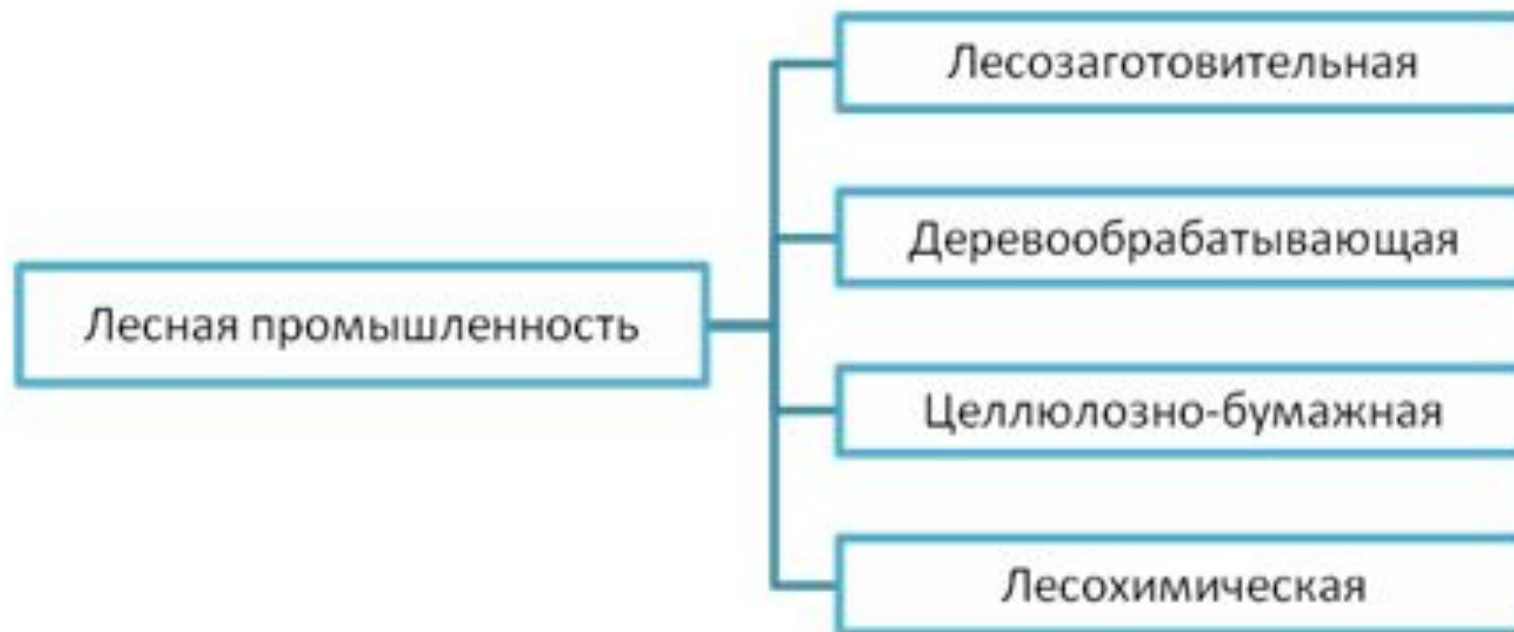 Лесная промышленность
Лесозаготовительная
Деревообрабатывающая
Целлюлозно-бумажная
Лесохимическая